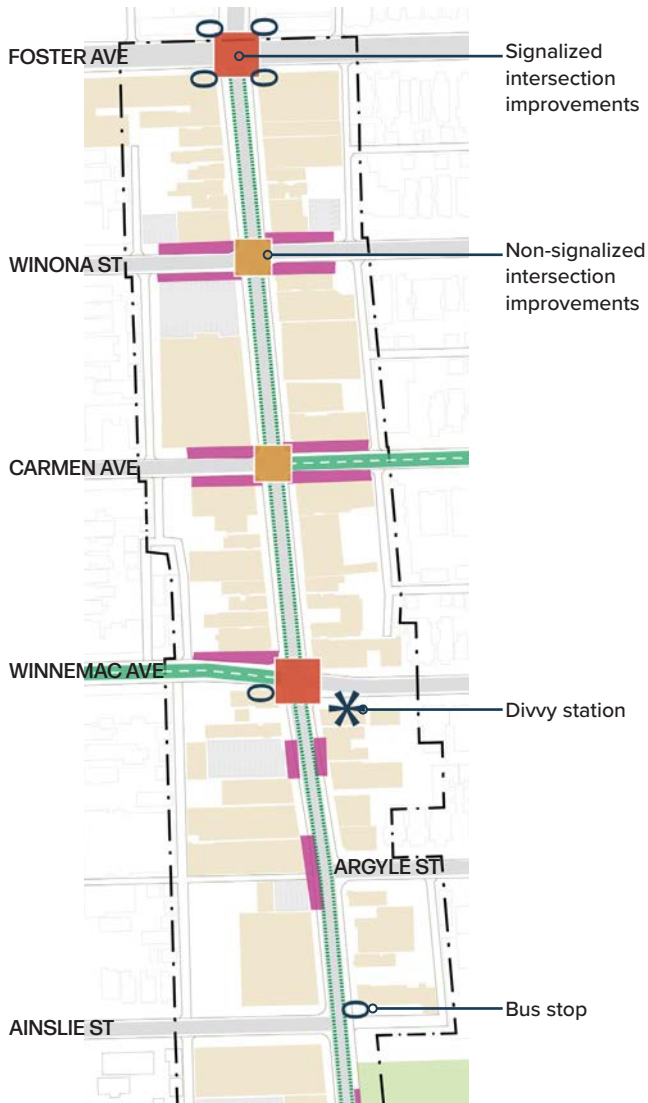 FOSTER AVE
Signalized
intersection
improvements
WINONA ST
Non-signalized
intersection
improvements
CARMEN AVE
WINNEMAC AVE
Divvy station
ARGYLE ST
Bus stop
AINSLIE ST